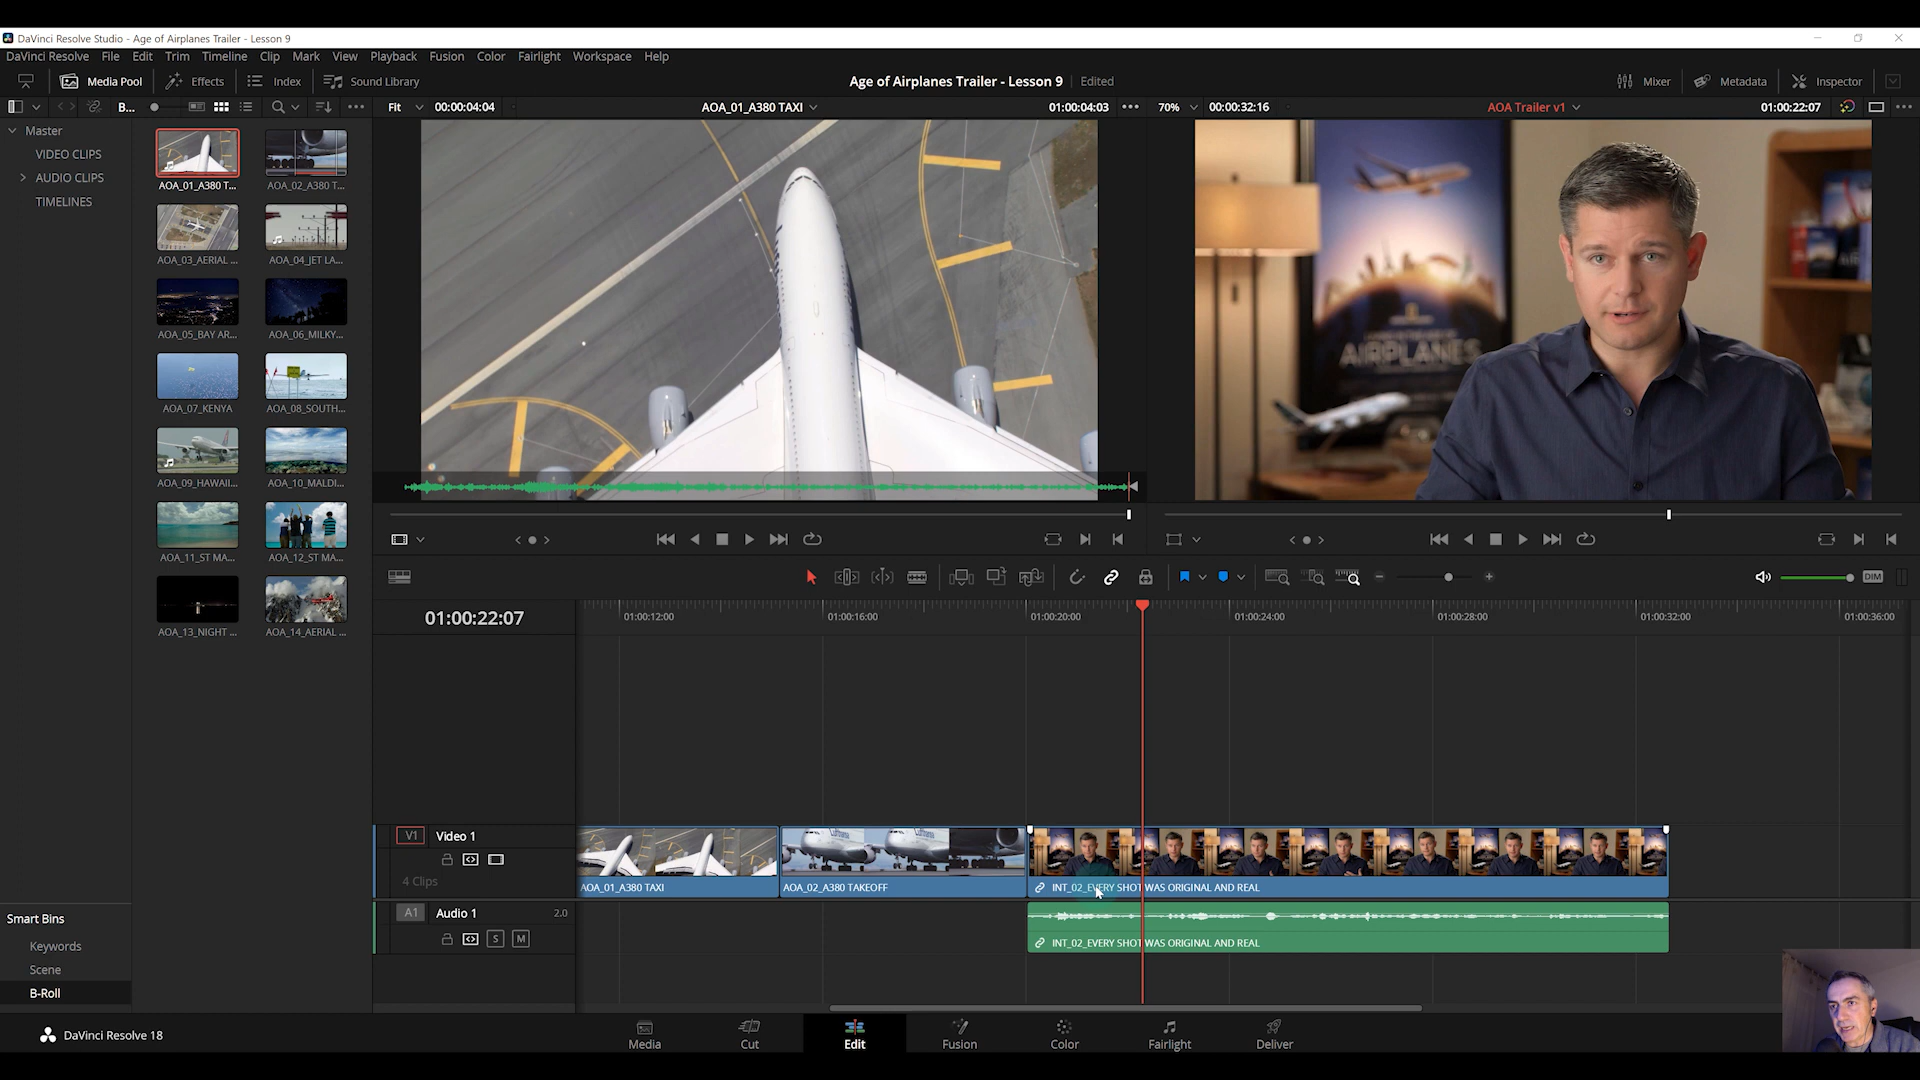 DaVinci Resolve Studio - Age of Airplanes Trailer - Lesson 9
DaVinci Resolve File Edit Trim Timeline Clip Mark View Playback Fusion Color Fairlight Workspace Help
Media Pool Effects Index Sound Library Age of Airplanes Trailer - Lesson 9 Edited Mixer Metadata Inspector
B... Fit 00:00:04:04 AOA_01_A380 TAXI 01:00:04:03 70% 00:00:32:16 AOA Trailer v1 01:00:22:07
Master
VIDEO CLIPS
AUDIO CLIPS
TIMELINES
AOA_01_A380 T... AOA_02_A380 T...
AOA_03_AERIAL ... AOA_04_JET LA...
AOA_05_BAY AR... AOA_06_MILKY...
AOA_07_KENYA AOA_08_SOUTH...
AOA_09_HAWAII... AOA_10_MALDI...
AOA_11_ST MA... AOA_12_ST MA...
AOA_13_NIGHT ... AOA_14_AERIAL ...
AIRPLANES
DIM
01:00:22:07
01:00:12:00 01:00:16:00 01:00:20:00 01:00:24:00 01:00:28:00 01:00:32:00 01:00:36:00
V1 Video 1
4 Clips
AOA_01_A380 TAXI AOA_02_A380 TAKEOFF INT_02_EVERY SHOT WAS ORIGINAL AND REAL
A1 Audio 1 2.0
S M
INT_02_EVERY SHOT WAS ORIGINAL AND REAL
Smart Bins
Keywords
Scene
B-Roll
DaVinci Resolve 18
Media Cut Edit Fusion Color Fairlight Deliver